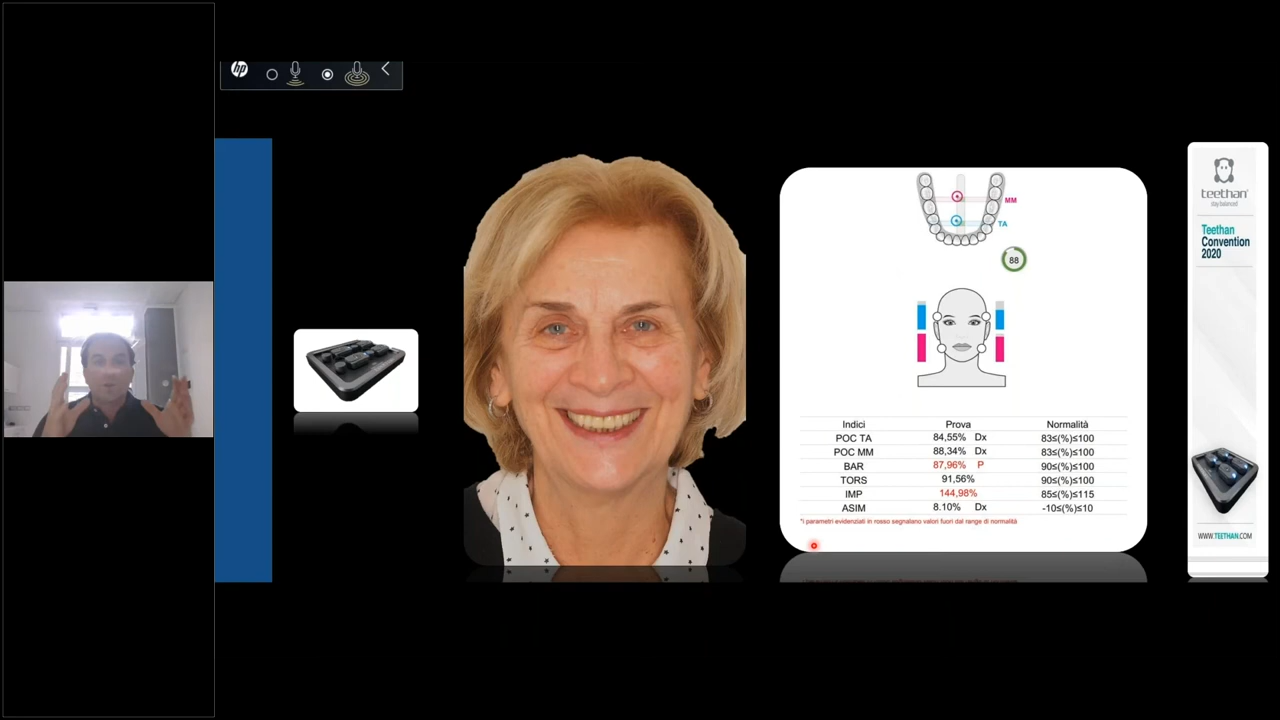 hp
MM
TA
88
Indici Prova Normalità
POC TA 84,55% Dx 83≤(%)≤100
POC MM 88,34% Dx 83≤(%)≤100
BAR 87,96% P 90≤(%)≤100
TORS 91,56% 90≤(%)≤100
IMP 144,98% 85≤(%)≤115
ASIM 8.10% Dx -10≤(%)≤10
*i parametri evidenziati in rosso segnalano valori fuori dal range di normalità
teethan
stay balanced
Teethan
Convention
2020
WWW.TEETHAN.COM